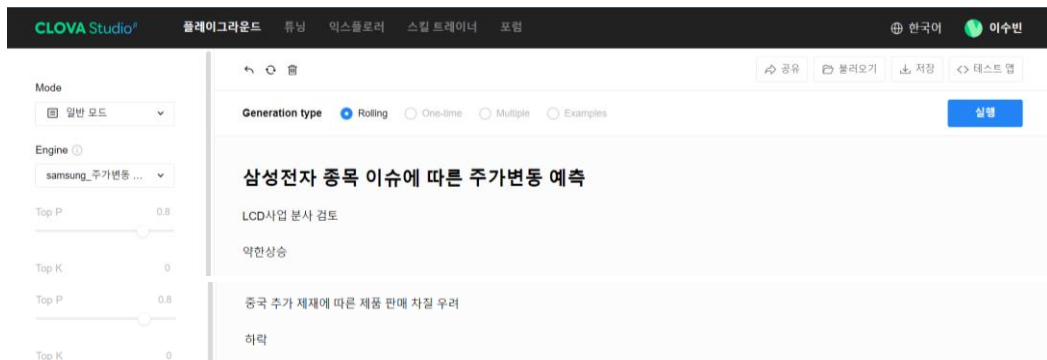 CLOVA Studio 플레이그라운드 튜닝 익스플로러 스킬 트레이너 포럼 한국어 이수빈
공유 불러오기 저장 <> 테스트 앱
Mode
일반 모드
Generation type Rolling One-time Multiple Examples 실행
Engine
samsung_주가변동 ...
삼성전자 종목 이슈에 따른 주가변동 예측
Top P 0.8
LCD사업 분사 검토
약한상승
Top K 0
Top P 0.8
중국 추가 제재에 따른 제품 판매 차질 우려
하락
Top K 0